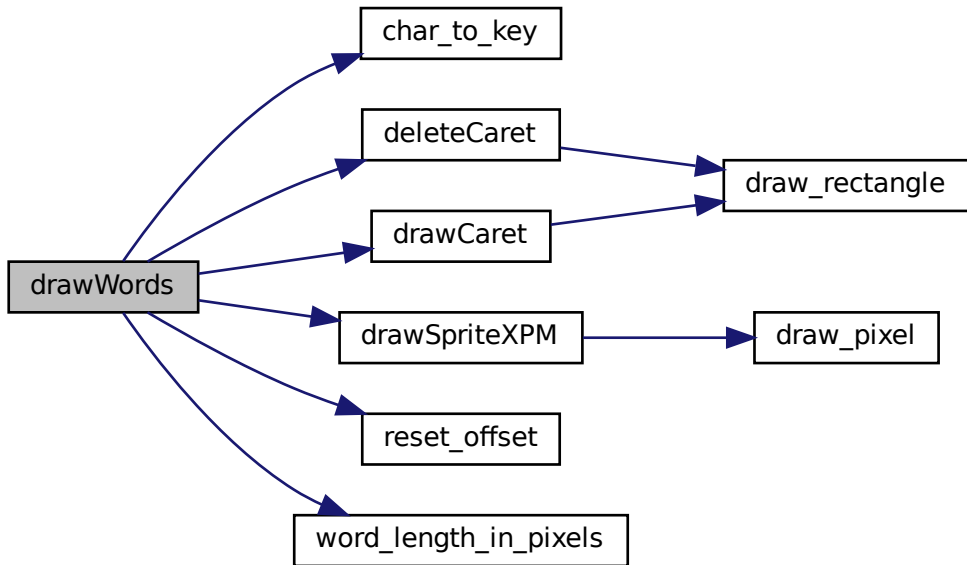 char_to_key
deleteCaret
draw_rectangle
drawCaret
drawWords
drawSpriteXPM
draw_pixel
reset_offset
word_length_in_pixels